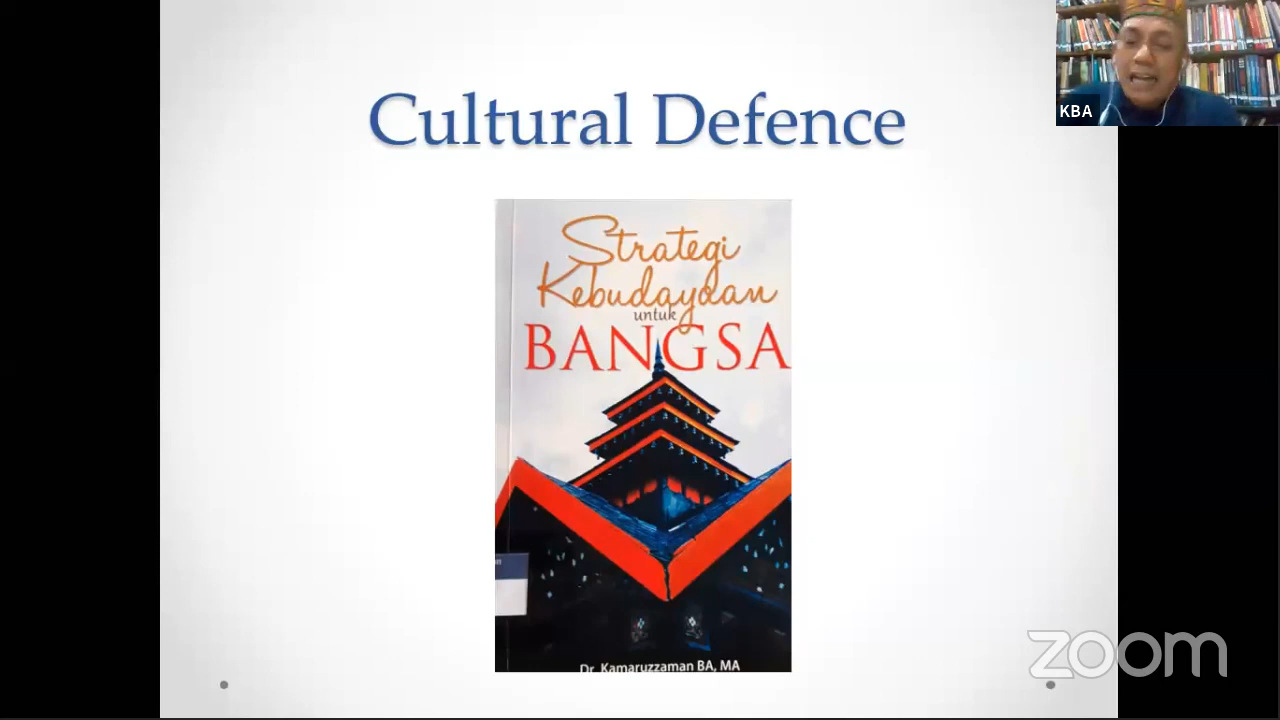 Cultural Defence
KBA
Strategi
Kebudayaan
untuk
BANGSA
Dr. Kamaruzzaman BA, MA
zoom